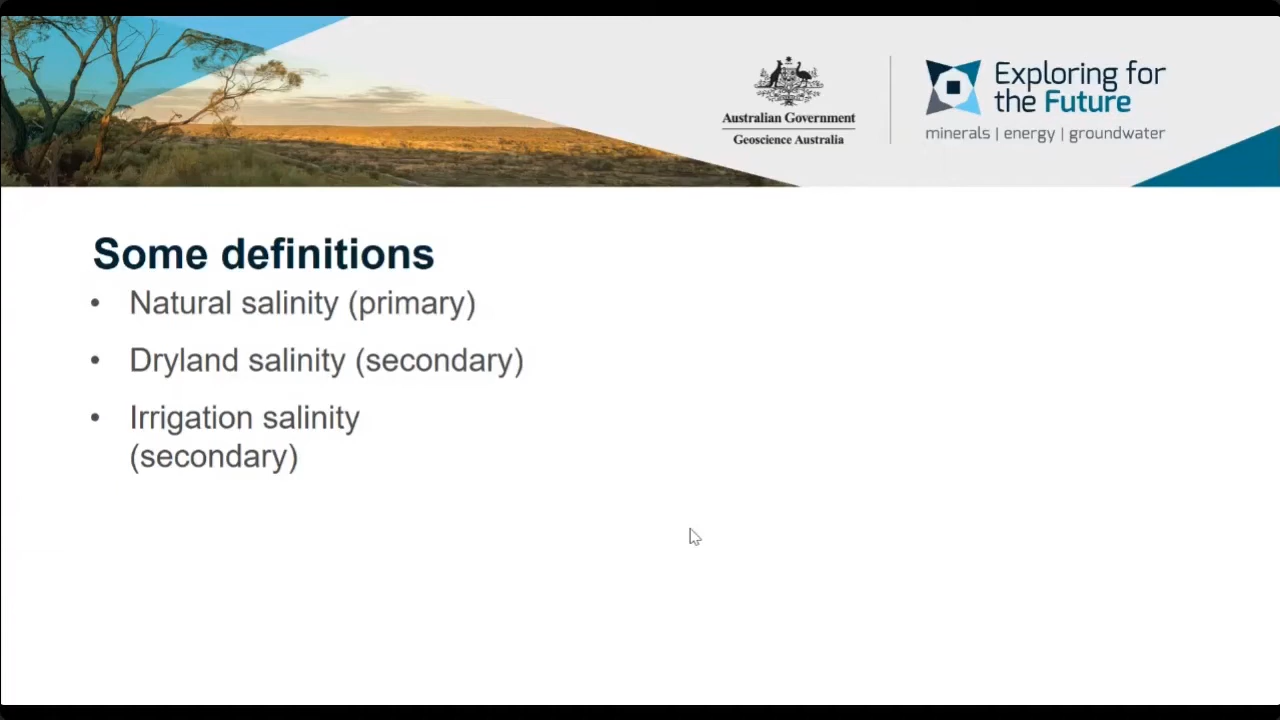 Australian Government
Geoscience Australia
Exploring for
the Future
minerals | energy | groundwater
Some definitions
• Natural salinity (primary)
• Dryland salinity (secondary)
• Irrigation salinity
(secondary)